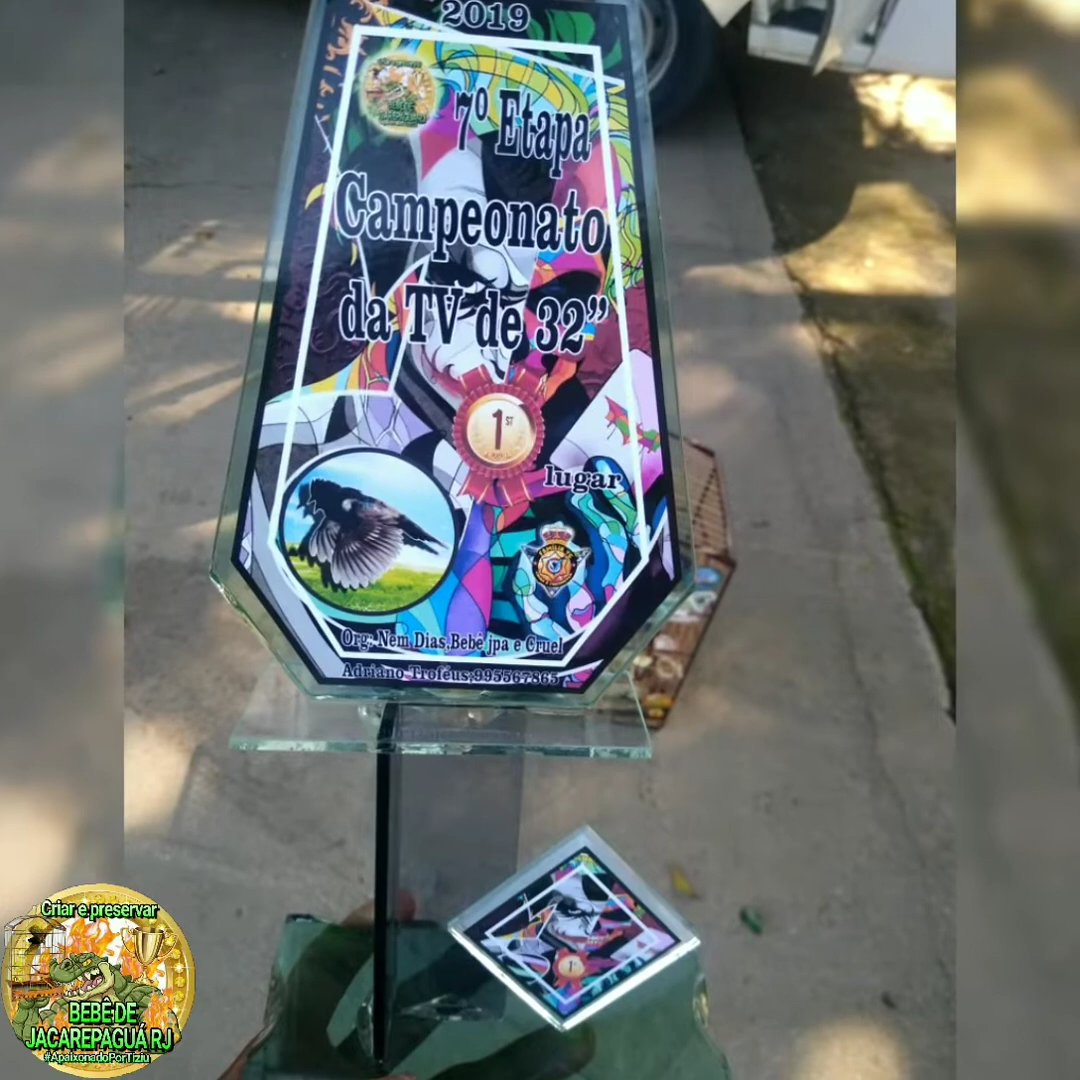 2019
7º Etapa
Campeonato
da TV de 32”
1ST
lugar
Org: Nem Dias,Bebê jpa e Cruel
Adriano Troféus:995567865
Criar e preservar
BEBÊ DE
JACAREPAGUÁ RJ
#ApaixonadoPorTiziu